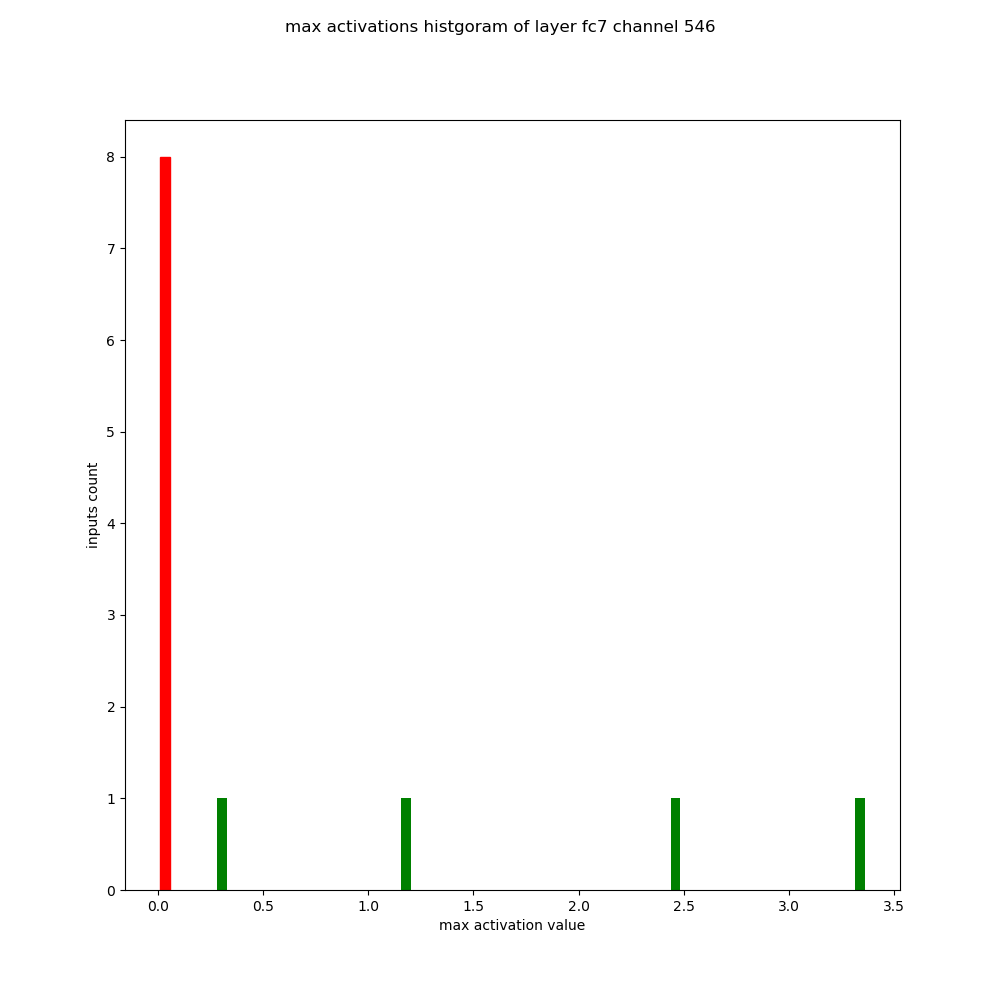 max activations histgoram of layer fc7 channel 546
8
7
6
5
4
3
2
1
0
inputs count
0.0 0.5 1.0 1.5 2.0 2.5 3.0 3.5
max activation value